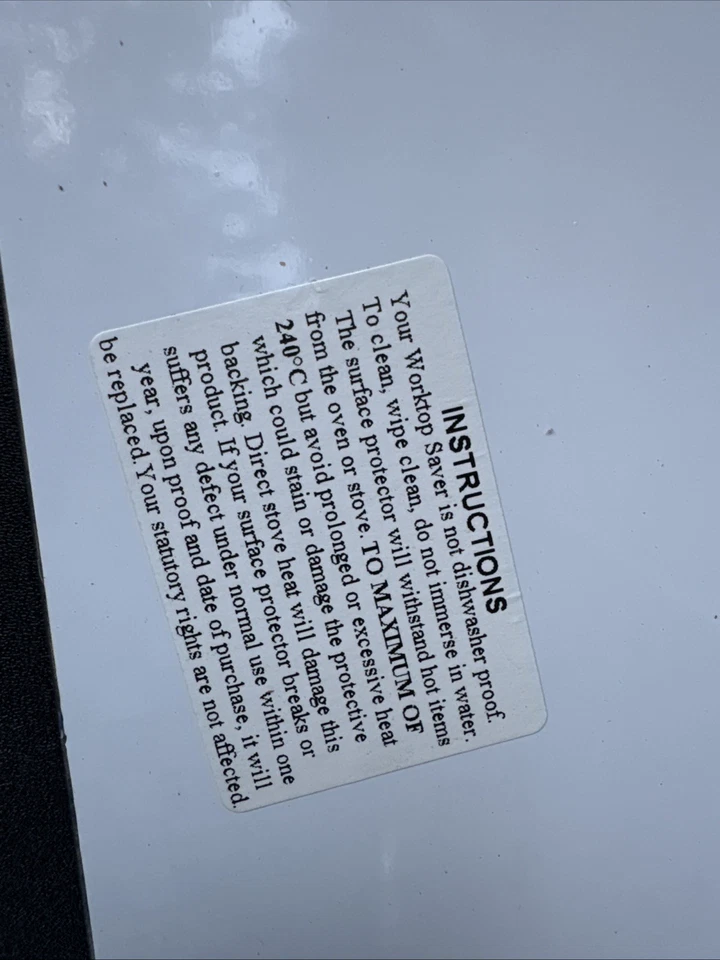 INSTRUCTIONS
Your Worktop Saver is not dishwasher proof.
To clean, wipe clean, do not immerse in water.
The surface protector will withstand hot items
from the oven or stove. TO MAXIMUM OF
240°C but avoid prolonged or excessive heat
which could stain or damage the protective
backing. Direct stove heat will damage this
product. If your surface protector breaks or
suffers any defect under normal use within one
year, upon proof and date of purchase, it will
be replaced. Your statutory rights are not affected.